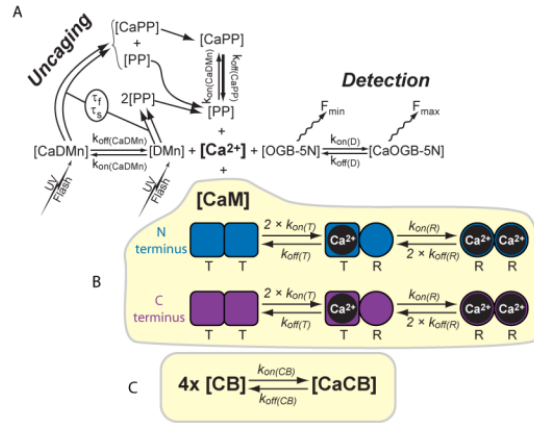 A
Uncaging
[CaPP]
+
[PP]
[CaPP]
kon(CaDMn)
koff(CaPP)
[PP]
+
Detection
Fmin
Fmax
τf
τs
2[PP]
[CaDMn]
koff(CaDMn)
kon(CaDMn)
[DMn] + [Ca2+] + [OGB-5N]
kon(D)
koff(D)
[CaOGB-5N]
+
UV
Flash
UV
Flash
[CaM]
B
N
terminus
T T
2 × kon(T)
koff(T)
Ca2+
T R
kon(R)
2 × koff(R)
Ca2+ Ca2+
R R
C
terminus
T T
2 × kon(T)
koff(T)
Ca2+
T R
kon(R)
2 × koff(R)
Ca2+ Ca2+
R R
C
4x [CB]
kon(CB)
koff(CB)
[CaCB]